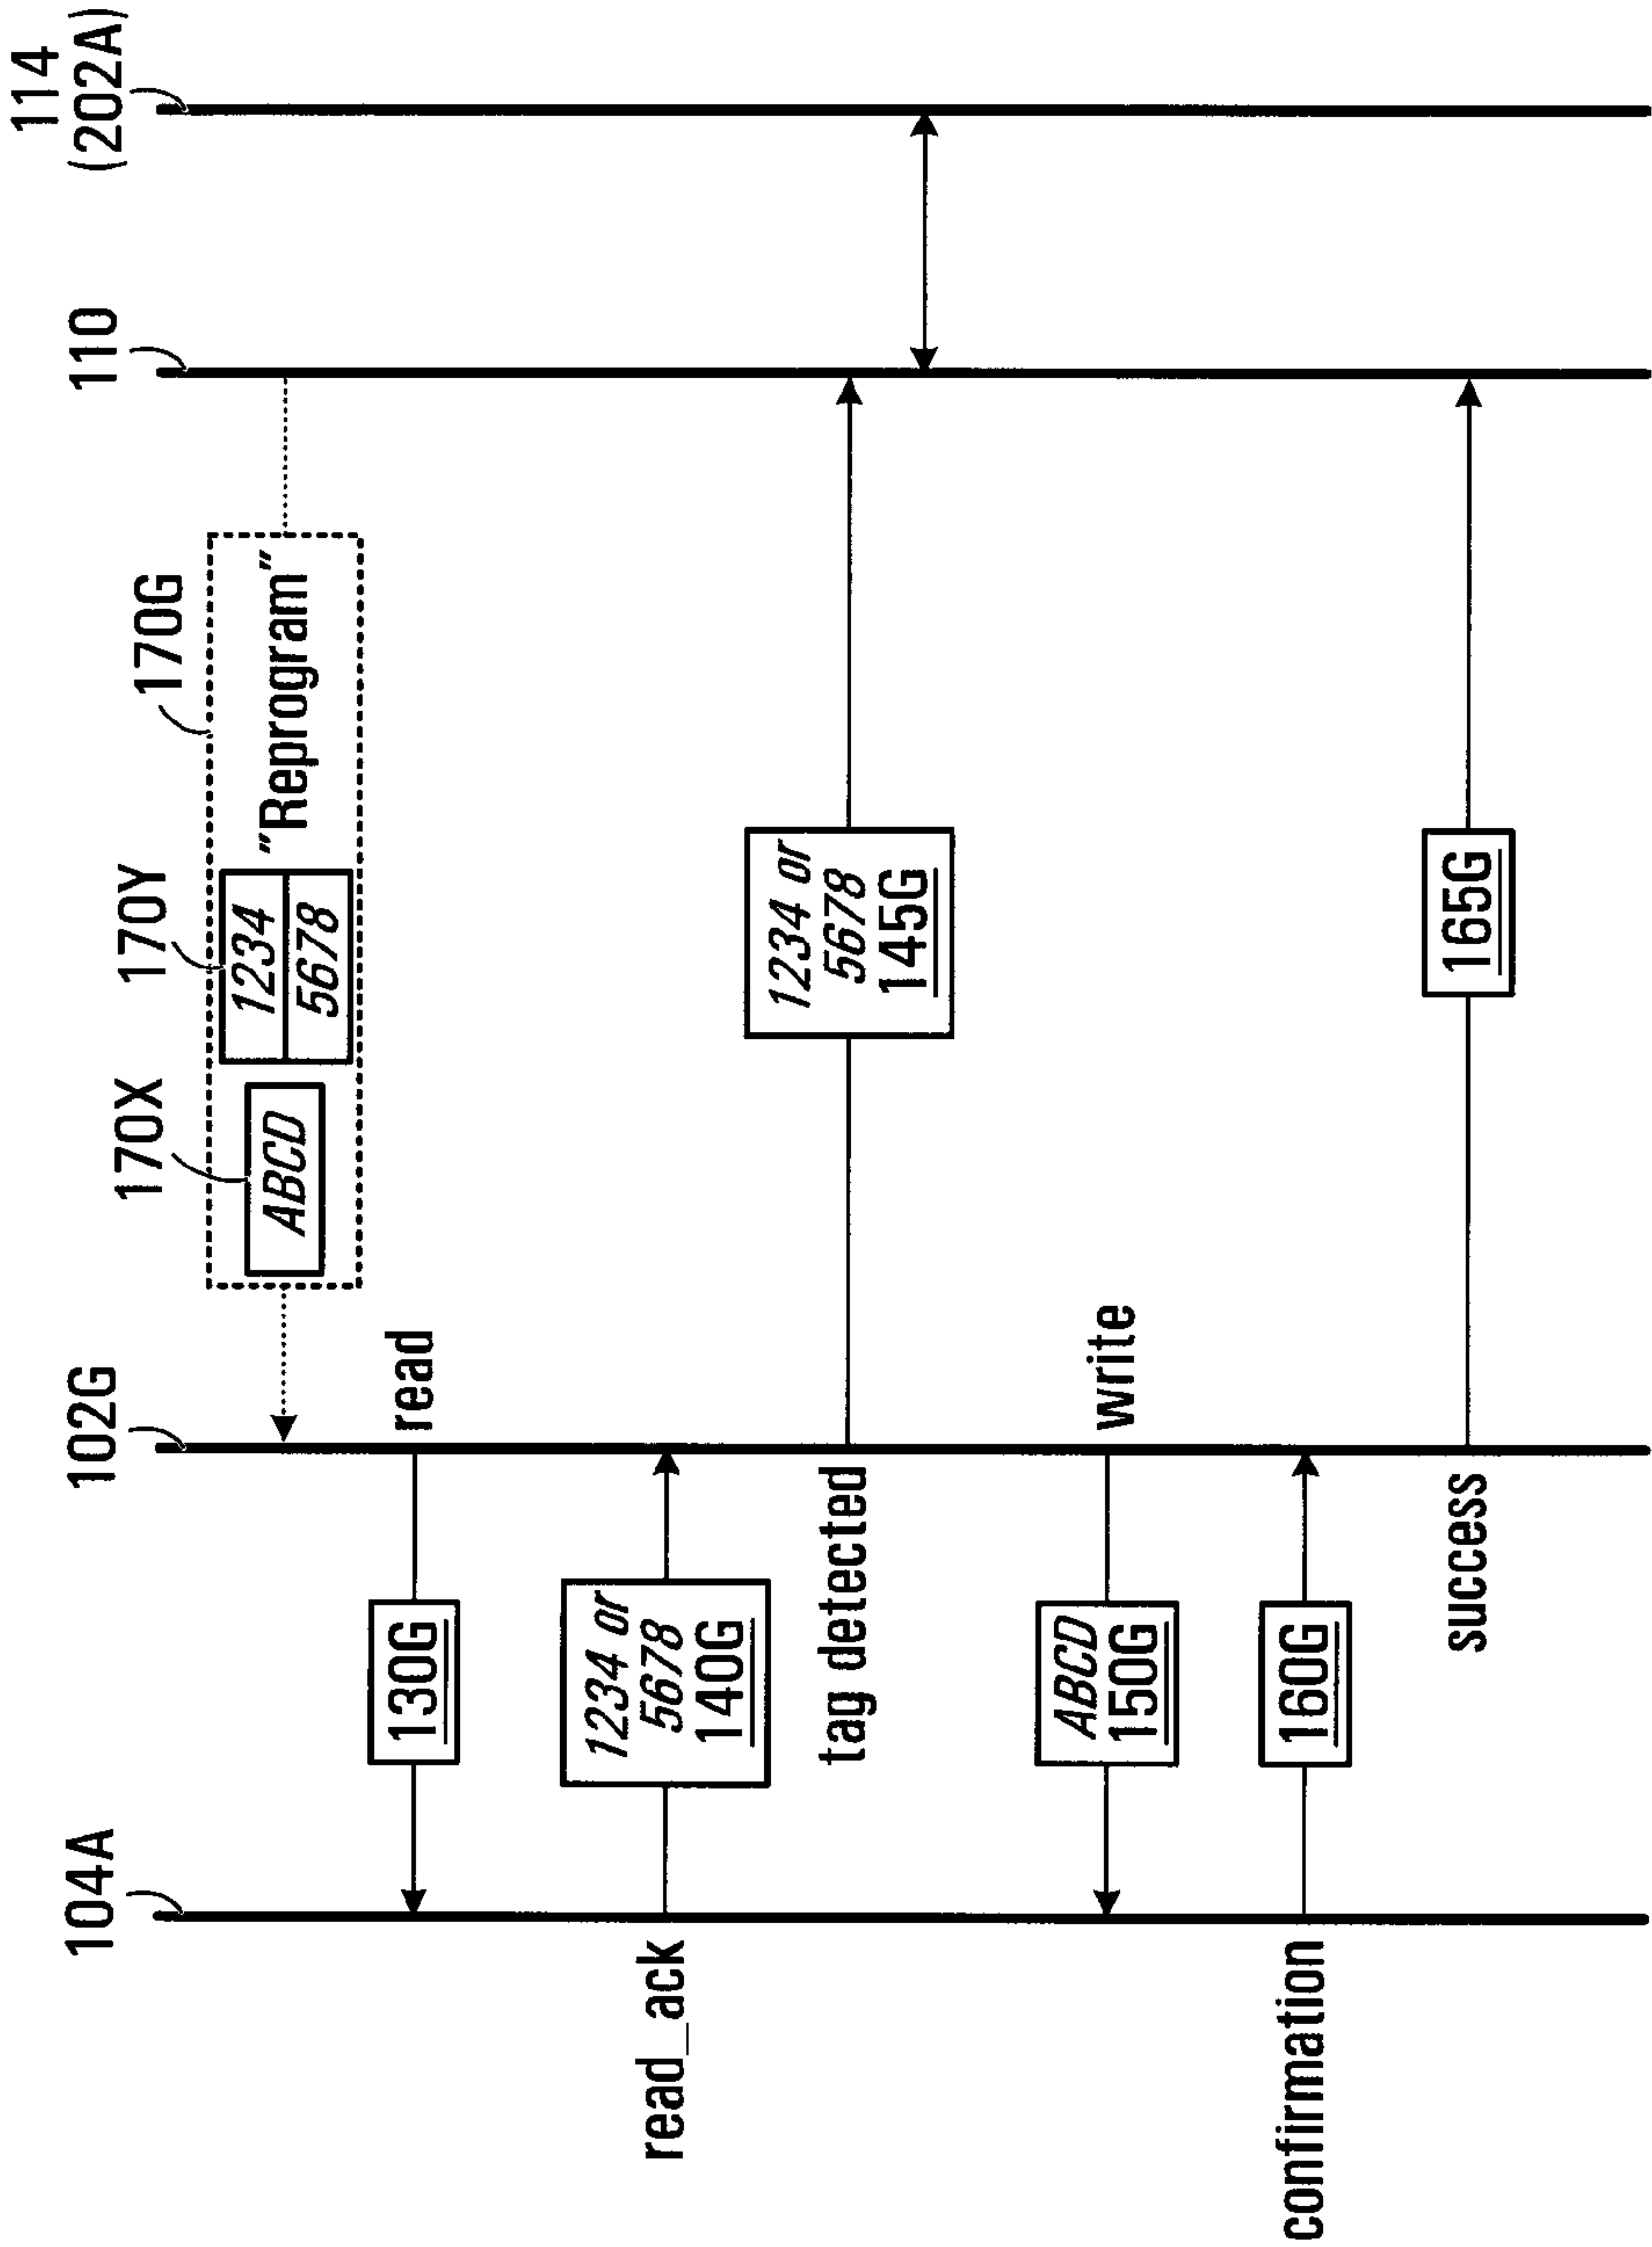 104A
102G
110
114
(202A)
170G
170X
170Y
ABCD
1234
5678
"Reprogram"
read
130G
1234 or
5678
140G
read_ack
tag detected
1234 or
5678
145G
write
ABCD
150G
160G
confirmation
success
165G